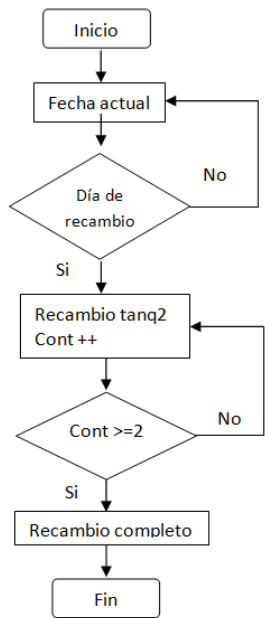 Inicio
Fecha actual
No
Día de
recambio
Si
Recambio tanq2
Cont ++
No
Cont >=2
Si
Recambio completo
Fin